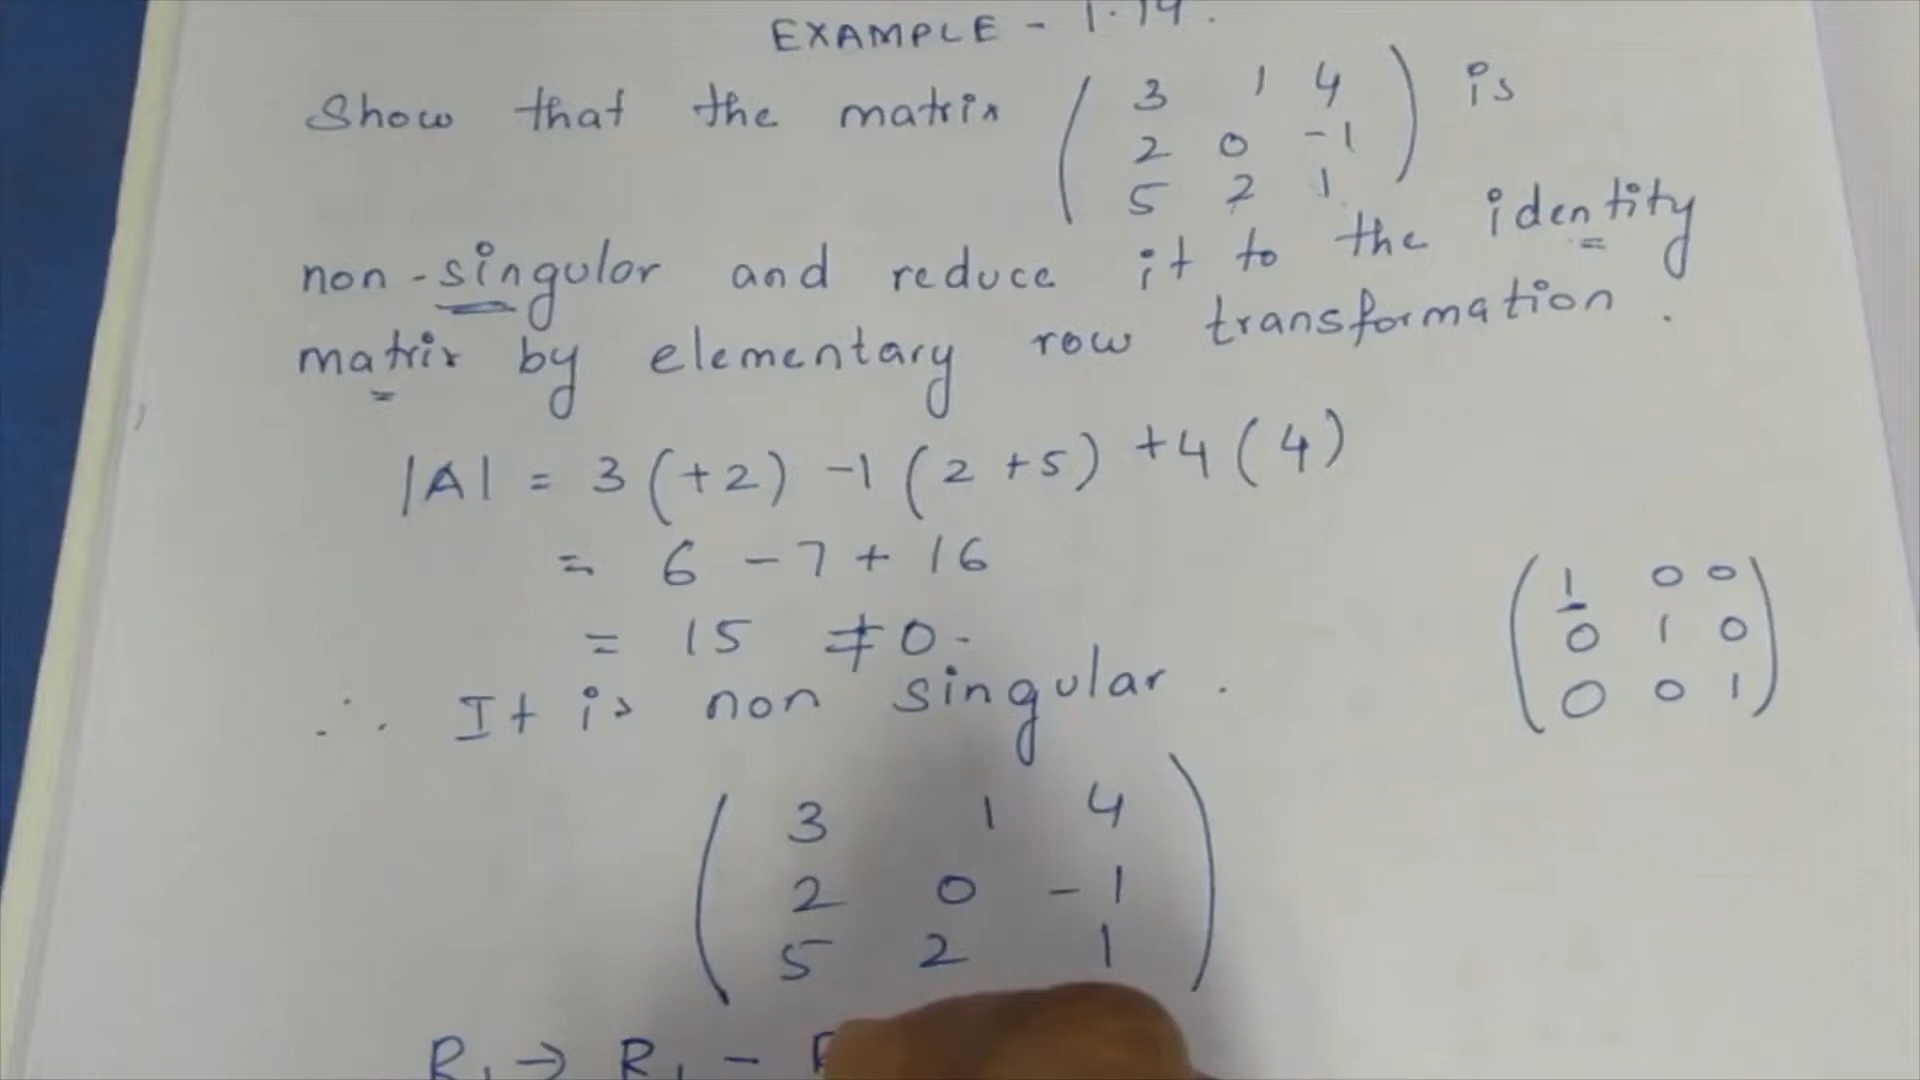 EXAMPLE - 1.19.
Show that the matrix ( 3 1 4 ) is
2 0 -1
5 2 1
non-singular and reduce it to the identity
matrix by elementary row transformation.
|A| = 3(+2) -1(2+5) +4(4)
= 6 -7 + 16
= 15 ≠ 0.
∴ It is non singular.
1 0 0
0 1 0
0 0 1
3 1 4
2 0 -1
5 2 1
R₁ → R₁ -